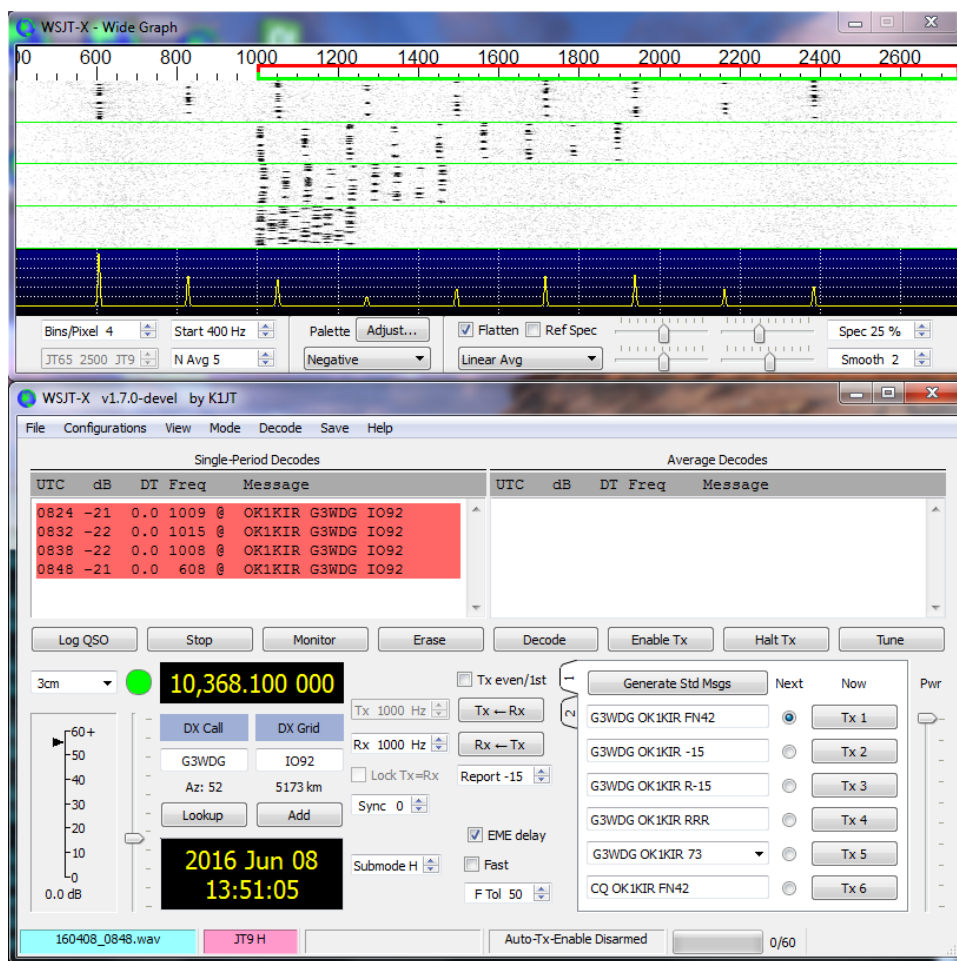 WSJT-X - Wide Graph
00 600 800 1000 1200 1400 1600 1800 2000 2200 2400 2600
Bins/Pixel 4 Start 400 Hz Palette Adjust... Flatten Ref Spec Spec 25 %
JT65 2500 JT9 N Avg 5 Negative Linear Avg Smooth 2
WSJT-X v1.7.0-devel by K1JT
File Configurations View Mode Decode Save Help
Single-Period Decodes Average Decodes
UTC dB DT Freq Message UTC dB DT Freq Message
0824 -21 0.0 1009 @ OK1KIR G3WDG IO92
0832 -22 0.0 1015 @ OK1KIR G3WDG IO92
0838 -22 0.0 1008 @ OK1KIR G3WDG IO92
0848 -21 0.0 608 @ OK1KIR G3WDG IO92
Log QSO Stop Monitor Erase Decode Enable Tx Halt Tx Tune
3cm 10,368.100 000 Tx even/1st 1 Generate Std Msgs Next Now Pwr
Tx 1000 Hz Tx ← Rx 2 G3WDG OK1KIR FN42 Tx 1
60+ DX Call DX Grid
50 G3WDG IO92 Rx 1000 Hz Rx ← Tx G3WDG OK1KIR -15 Tx 2
40 Az: 52 5173 km Lock Tx=Rx Report -15 G3WDG OK1KIR R-15 Tx 3
30 Lookup Add Sync 0 G3WDG OK1KIR RRR Tx 4
20 EME delay
10 2016 Jun 08 Submode H Fast G3WDG OK1KIR 73 Tx 5
0 13:51:05 F Tol 50 CQ OK1KIR FN42 Tx 6
0.0 dB
160408_0848.wav JT9 H Auto-Tx-Enable Disarmed 0/60